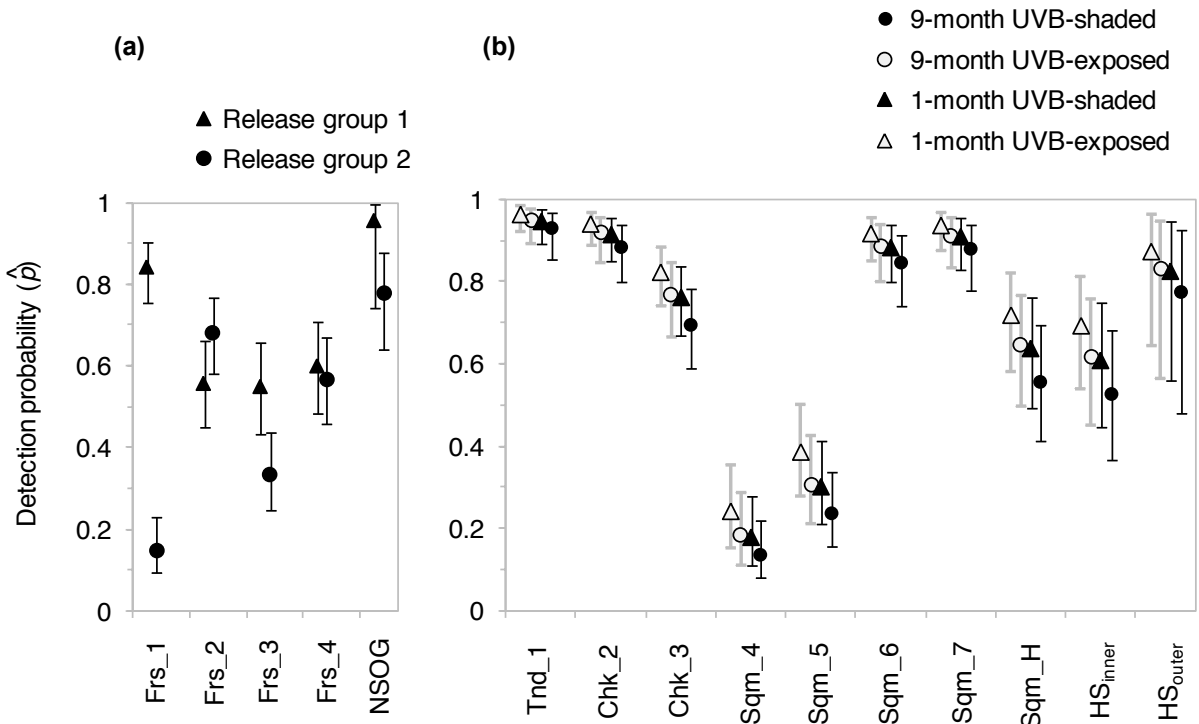 (a)
Release group 1
Release group 2
(b)
9-month UVB-shaded
9-month UVB-exposed
1-month UVB-shaded
1-month UVB-exposed
Detection probability (p̂)
1
0.8
0.6
0.4
0.2
0
Frs_1
Frs_2
Frs_3
Frs_4
NSOG
1
0.8
0.6
0.4
0.2
0
Tnd_1
Chk_2
Chk_3
Sqm_4
Sqm_5
Sqm_6
Sqm_7
Sqm_H
HSinner
HSouter